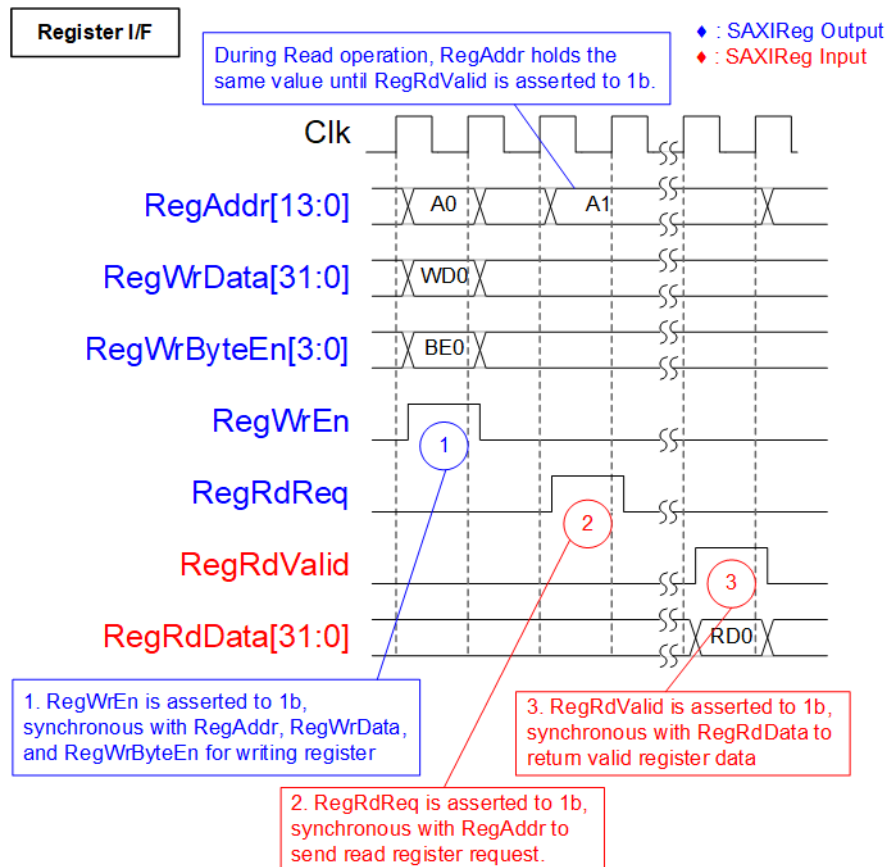 Register I/F
♦ : SAXIReg Output
♦ : SAXIReg Input
During Read operation, RegAddr holds the
same value until RegRdValid is asserted to 1b.
Clk
RegAddr[13:0]
A0
A1
RegWrData[31:0]
WD0
RegWrByteEn[3:0]
BE0
RegWrEn
1
RegRdReq
2
RegRdValid
3
RegRdData[31:0]
RD0
1. RegWrEn is asserted to 1b,
synchronous with RegAddr, RegWrData,
and RegWrByteEn for writing register
3. RegRdValid is asserted to 1b,
synchronous with RegRdData to
return valid register data
2. RegRdReq is asserted to 1b,
synchronous with RegAddr to
send read register request.